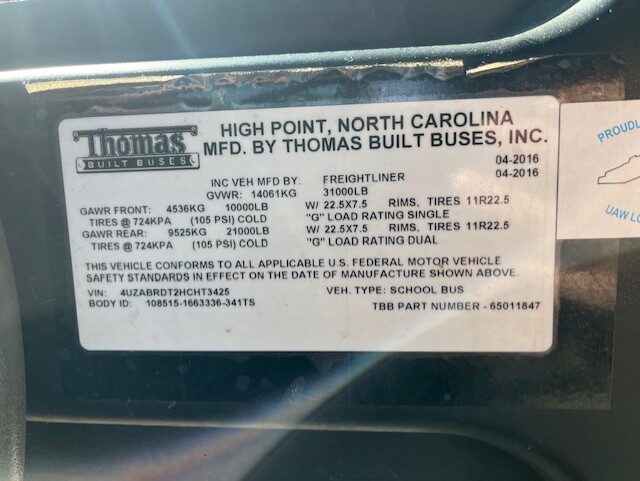 Thomas
BUILT BUSES
HIGH POINT, NORTH CAROLINA
MFD. BY THOMAS BUILT BUSES, INC.
04-2016
INC VEH MFD BY: FREIGHTLINER 04-2016
GVWR: 14061KG 31000LB
GAWR FRONT: 4536KG 10000LB W/ 22.5X7.5 RIMS, TIRES 11R22.5
TIRES @ 724KPA (105 PSI) COLD "G" LOAD RATING SINGLE
GAWR REAR: 9525KG 21000LB W/ 22.5X7.5 RIMS, TIRES 11R22.5
TIRES @ 724KPA (105 PSI) COLD "G" LOAD RATING DUAL
THIS VEHICLE CONFORMS TO ALL APPLICABLE U.S. FEDERAL MOTOR VEHICLE
SAFETY STANDARDS IN EFFECT ON THE DATE OF MANUFACTURE SHOWN ABOVE.
VIN: 4UZABRDT2HCHT3425 VEH. TYPE: SCHOOL BUS
BODY ID: 108515-1663336-341TS TBB PART NUMBER - 65011847
PROUDL
UAW LO